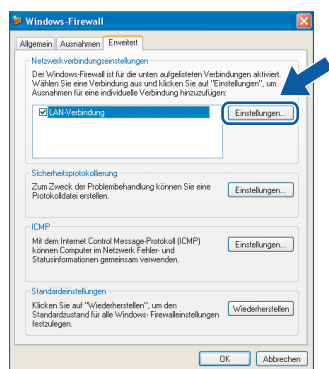 Windows-Firewall
Allgemein Ausnahmen Erweitert
Netzwerkverbindungseinstellungen
Der Windows-Firewall ist für die unten aufgelisteten Verbindungen aktiviert.
Wählen Sie eine Verbindung aus und klicken Sie auf "Einstellungen", um
Ausnahmen für eine individuelle Verbindung hinzuzufügen:
LAN-Verbindung
Einstellungen...
Sicherheitsprotokollierung
Zum Zweck der Problembehandlung können Sie eine
Protokolldatei erstellen.
Einstellungen...
ICMP
Mit dem Internet Control Message-Protokoll (ICMP)
können Computer im Netzwerk Fehler- und
Statusinformationen gemeinsam verwenden.
Einstellungen...
Standardeinstellungen
Klicken Sie auf "Wiederherstellen", um den
Standardzustand für alle Windows- Firewalleinstellungen
festzulegen.
Wiederherstellen
OK Abbrechen